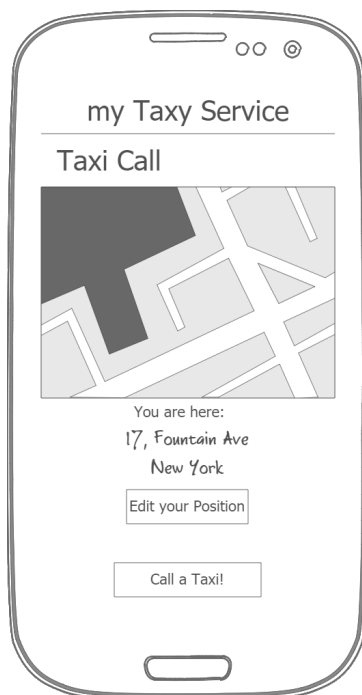 my Taxy Service
Taxi Call
You are here:
17, Fountain Ave
New York
Edit your Position
Call a Taxi!